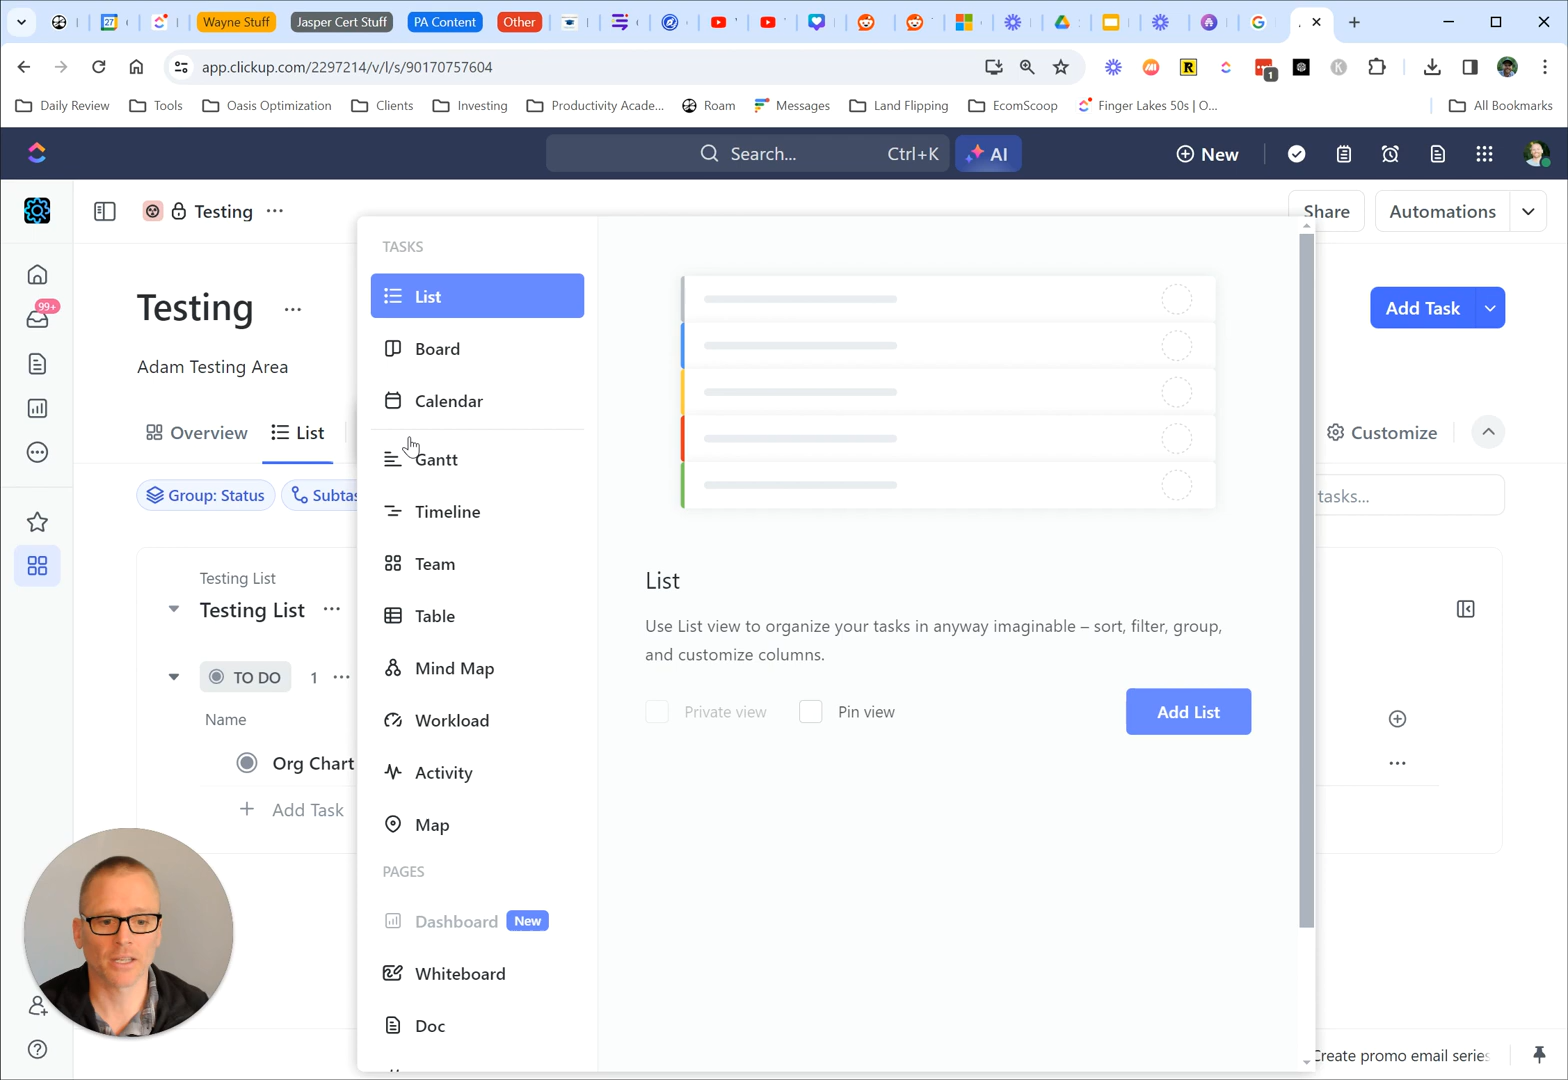 27
Wayne Stuff
Jasper Cert Stuff
PA Content
Other
app.clickup.com/2297214/v/l/s/90170757604
1
Daily Review
Tools
Oasis Optimization
Clients
Investing
Productivity Acade...
Roam
Messages
Land Flipping
EcomScoop
Finger Lakes 50s | O...
All Bookmarks
Search...
Ctrl+K
AI
New
Testing
Share
Automations
TASKS
List
Board
Calendar
Gantt
Timeline
Team
Table
Mind Map
Workload
Activity
Map
PAGES
Dashboard New
Whiteboard
Doc
Testing
Add Task
Adam Testing Area
99+
Overview
List
Customize
Group: Status
Subtas
tasks...
Testing List
Testing List
TO DO 1
Name
Org Chart
Add Task
List
Use List view to organize your tasks in anyway imaginable – sort, filter, group,
and customize columns.
Private view
Pin view
Add List
Create promo email series